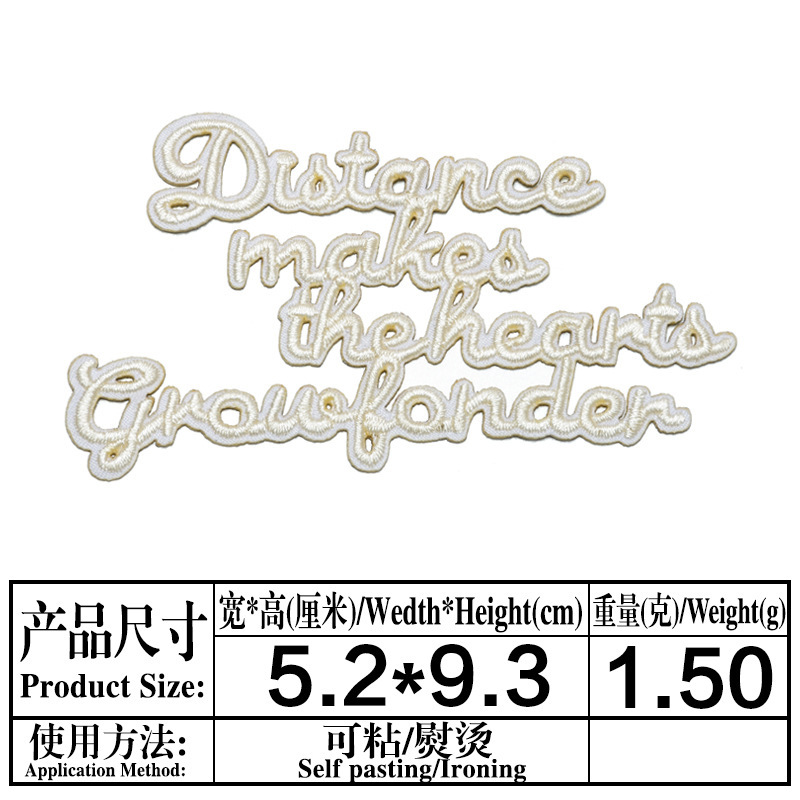 Distance
makes
the hearts
Grow fonder
产品尺寸
Product Size:
宽*高(厘米)/Wedth*Height(cm)
5.2*9.3
重量(克)/Weight(g)
1.50
使用方法:
Application Method:
可粘/熨烫
Self pasting/Ironing